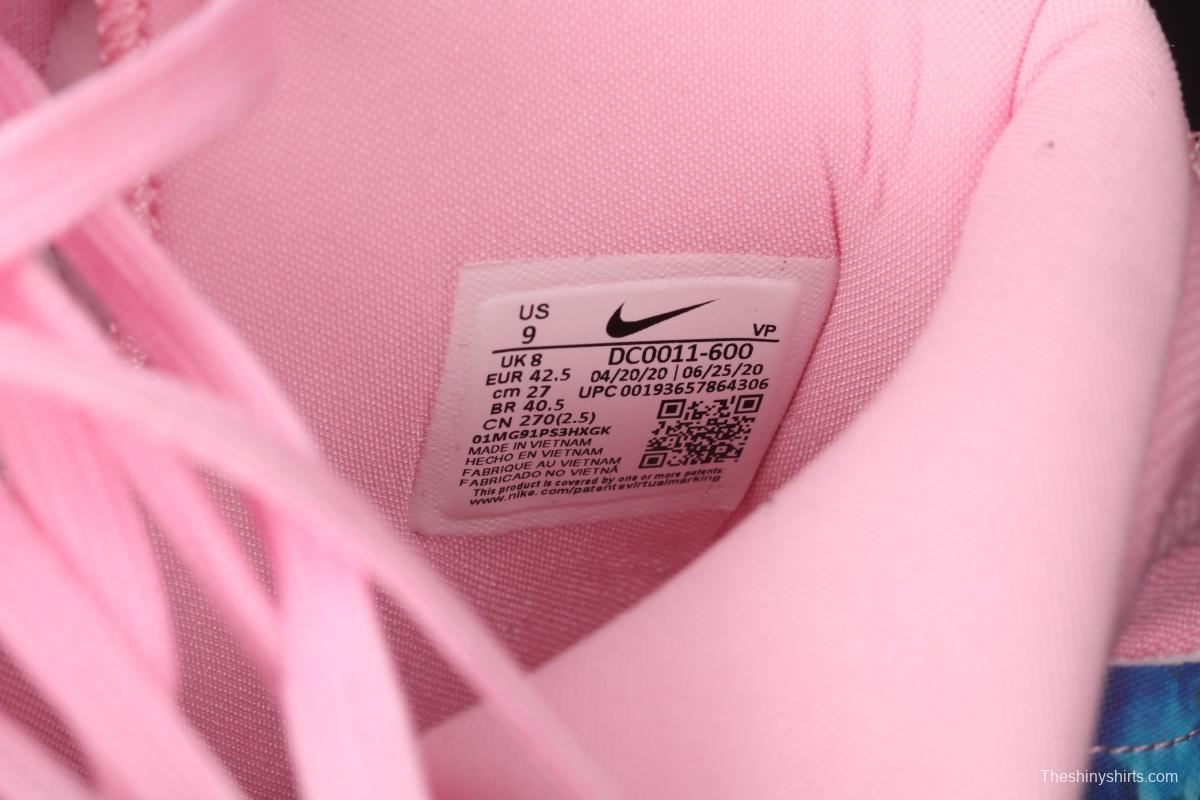 US
9
VP
UK 8
DC0011-600
EUR 42.5
04/20/20 | 06/25/20
cm 27
UPC 00193657864306
BR 40.5
CN 270(2.5)
01MG91PS3HXGK
MADE IN VIETNAM
HECHO EN VIETNAM
FABRIQUE AU VIETNAM
FABRICADO NO VIETNÃ
This product is covered by one or more patents:
www.nike.com/patentsvirtualmarking
Theshinyshirts.com